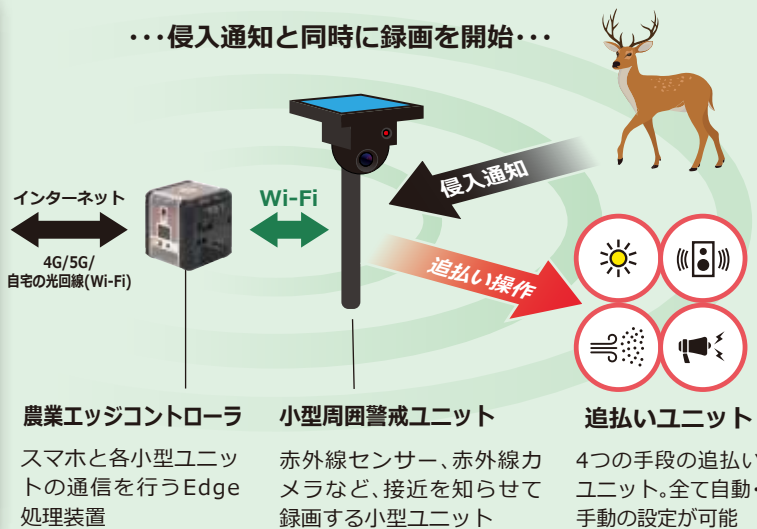 ・・・侵入通知と同時に録画を開始・・・
侵入通知
インターネット
Wi-Fi
4G/5G/
自宅の光回線(Wi-Fi)
追払い操作
農業エッジコントローラ
スマホと各小型ユニッ
トの通信を行うEdge
処理装置
小型周囲警戒ユニット
赤外線センサー、赤外線カ
メラなど、接近を知らせて
録画する小型ユニット
追払いユニット
4つの手段の追払い
ユニット。全て自動・
手動の設定が可能